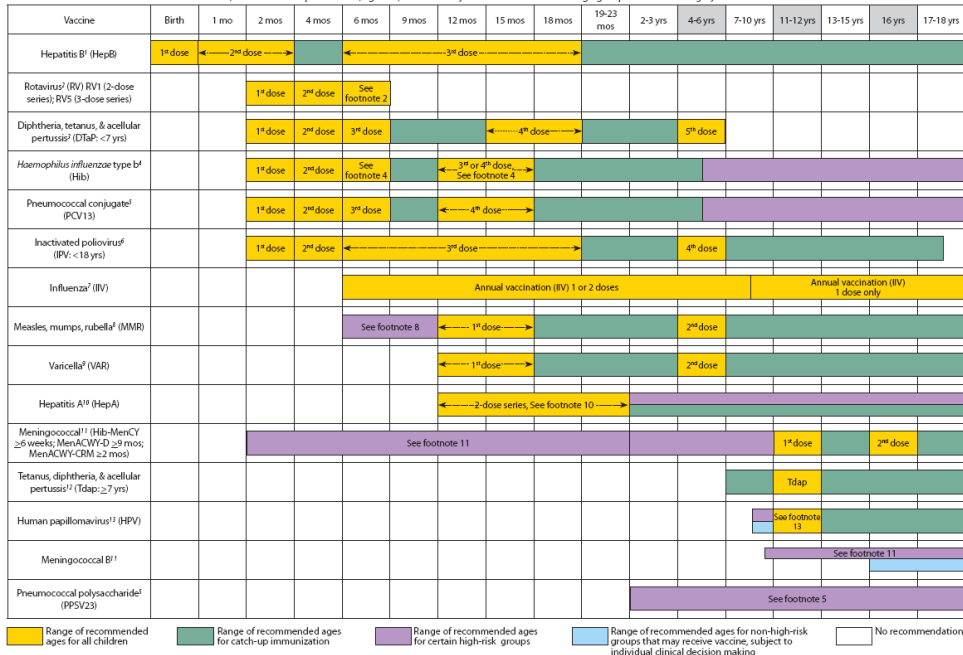 Vaccine Birth 1 mo 2 mos 4 mos 6 mos 9 mos 12 mos 15 mos 18 mos 19-23 mos 2-3 yrs 4-6 yrs 7-10 yrs 11-12 yrs 13-15 yrs 16 yrs 17-18 yrs
Hepatitis B¹ (HepB) 1ˢᵗ dose 2ⁿᵈ dose 3ʳᵈ dose
Rotavirus² (RV) RV1 (2-dose
series); RV5 (3-dose series) 1ˢᵗ dose 2ⁿᵈ dose See
footnote 2
Diphtheria, tetanus, & acellular
pertussis³ (DTaP: <7 yrs) 1ˢᵗ dose 2ⁿᵈ dose 3ʳᵈ dose 4ᵗʰ dose 5ᵗʰ dose
Haemophilus influenzae type b⁴
(Hib) 1ˢᵗ dose 2ⁿᵈ dose See
footnote 4 3ʳᵈ or 4ᵗʰ dose,
See footnote 4
Pneumococcal conjugate⁵
(PCV13) 1ˢᵗ dose 2ⁿᵈ dose 3ʳᵈ dose 4ᵗʰ dose
Inactivated poliovirus⁶
(IPV: <18 yrs) 1ˢᵗ dose 2ⁿᵈ dose 3ʳᵈ dose 4ᵗʰ dose
Influenza⁷ (IIV) Annual vaccination (IIV) 1 or 2 doses Annual vaccination (IIV)
1 dose only
Measles, mumps, rubella⁸ (MMR) See footnote 8 1ˢᵗ dose 2ⁿᵈ dose
Varicella⁹ (VAR) 1ˢᵗ dose 2ⁿᵈ dose
Hepatitis A¹⁰ (HepA) 2-dose series, See footnote 10
Meningococcal¹¹ (Hib-MenCY
≥6 weeks; MenACWY-D ≥9 mos;
MenACWY-CRM ≥2 mos) See footnote 11 1ˢᵗ dose 2ⁿᵈ dose
Tetanus, diphtheria, & acellular
pertussis¹² (Tdap: ≥7 yrs) Tdap
Human papillomavirus¹³ (HPV) See footnote
13
Meningococcal B¹¹ See footnote 11
Pneumococcal polysaccharide⁵
(PPSV23) See footnote 5
Range of recommended
ages for all children
Range of recommended ages
for catch-up immunization
Range of recommended ages
for certain high-risk groups
Range of recommended ages for non-high-risk
groups that may receive vaccine, subject to
individual clinical decision making
No recommendation